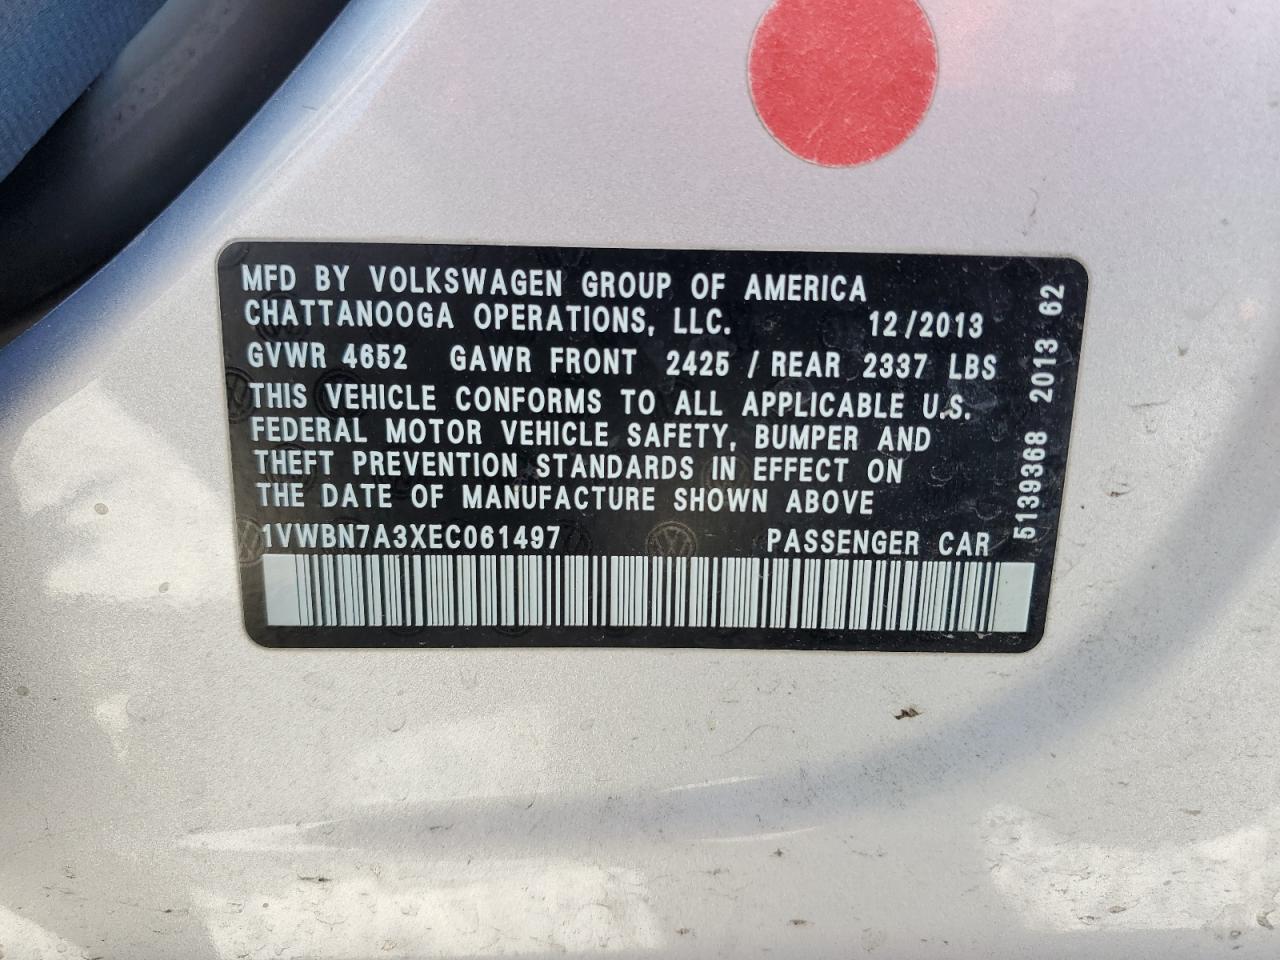 MFD BY VOLKSWAGEN GROUP OF AMERICA
CHATTANOOGA OPERATIONS, LLC. 12/2013
GVWR 4652 GAWR FRONT 2425 / REAR 2337 LBS
THIS VEHICLE CONFORMS TO ALL APPLICABLE U.S.
FEDERAL MOTOR VEHICLE SAFETY, BUMPER AND
THEFT PREVENTION STANDARDS IN EFFECT ON
THE DATE OF MANUFACTURE SHOWN ABOVE
1VWBN7A3XEC061497 PASSENGER CAR
5139368 2013 62